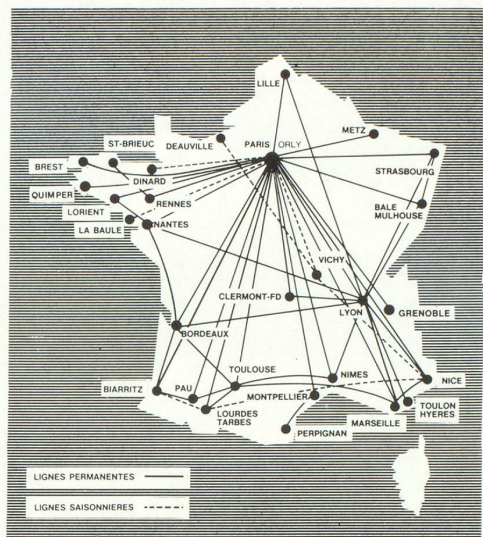 LILLE
METZ
ST-BRIEUC
DEAUVILLE
PARIS ORLY
STRASBOURG
BREST
DINARD
QUIMPER
RENNES
BALE
MULHOUSE
LORIENT
LA BAULE
NANTES
VICHY
CLERMONT-FD
LYON
GRENOBLE
BORDEAUX
TOULOUSE
NIMES
NICE
BIARRITZ
PAU
MONTPELLIER
LOURDES
TARBES
TOULON
HYERES
MARSEILLE
PERPIGNAN
LIGNES PERMANENTES
LIGNES SAISONNIERES